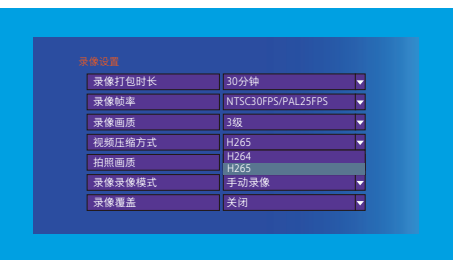 录像设置
录像打包时长 30分钟
录像帧率 NTSC30FPS/PAL25FPS
录像画质 3级
视频压缩方式 H265
H264
拍照画质 H265
录像录像模式 手动录像
录像覆盖 关闭